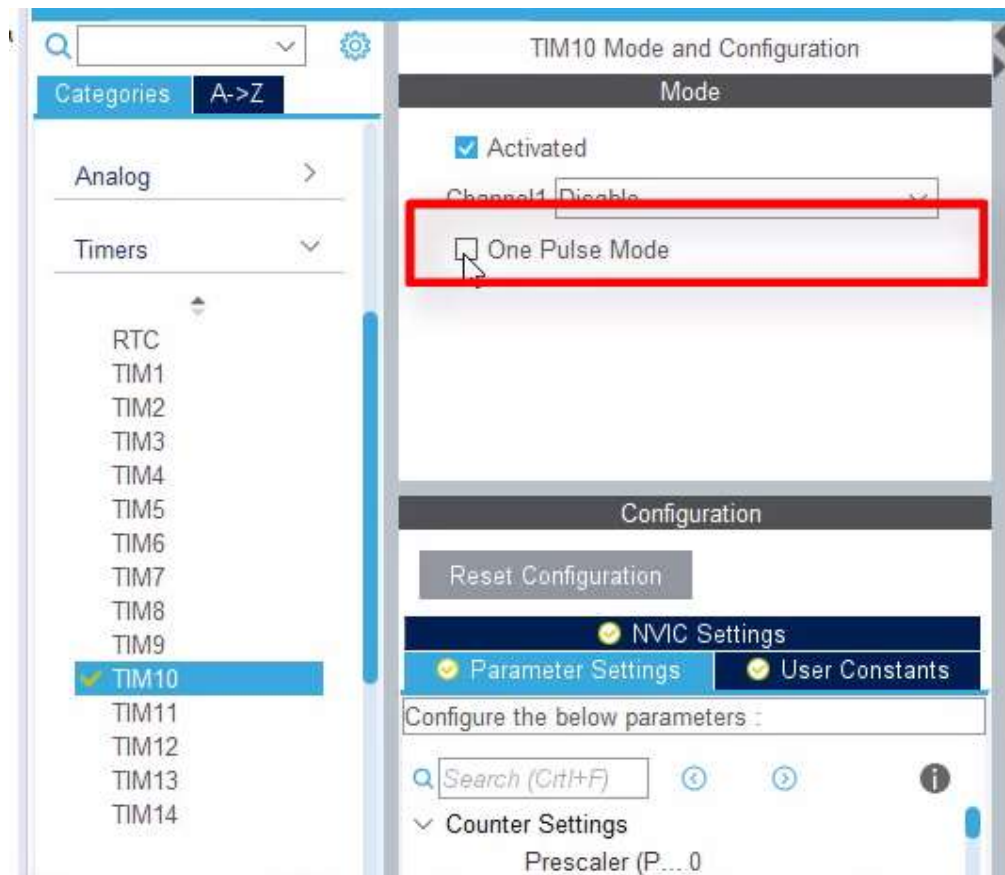 Categories
A->Z
Analog
Timers
RTC
TIM1
TIM2
TIM3
TIM4
TIM5
TIM6
TIM7
TIM8
TIM9
TIM10
TIM11
TIM12
TIM13
TIM14
TIM10 Mode and Configuration
Mode
Activated
Channel1 Disable
One Pulse Mode
Configuration
Reset Configuration
NVIC Settings
Parameter Settings
User Constants
Configure the below parameters :
Search (Crtl+F)
Counter Settings
Prescaler (P... 0